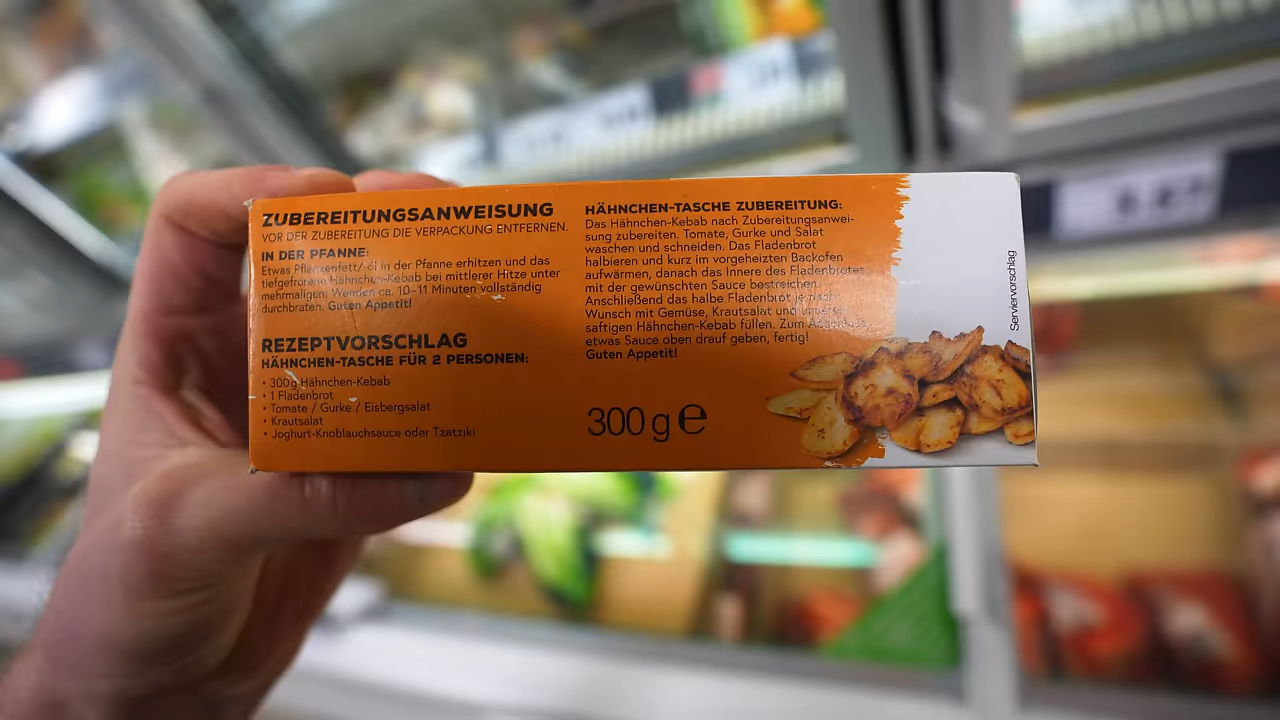 ZUBEREITUNGSANWEISUNG
VOR DER ZUBEREITUNG DIE VERPACKUNG ENTFERNEN.
IN DER PFANNE:
Etwas Pflanzenfett/-öl in der Pfanne erhitzen und das
tiefgefrorene Hähnchen-Kebab bei mittlerer Hitze unter
mehrmaligem Wenden ca. 10–11 Minuten vollständig
durchbraten. Guten Appetit!
REZEPTVORSCHLAG
HÄHNCHEN-TASCHE FÜR 2 PERSONEN:
• 300g Hähnchen-Kebab
• 1 Fladenbrot
• Tomate / Gurke / Eisbergsalat
• Krautsalat
• Joghurt-Knoblauchsauce oder Tzatziki
HÄHNCHEN-TASCHE ZUBEREITUNG:
Das Hähnchen-Kebab nach Zubereitungsanwei-
sung zubereiten. Tomate, Gurke und Salat
waschen und schneiden. Das Fladenbrot
halbieren und kurz im vorgeheizten Backofen
aufwärmen, danach das Innere des Fladenbrotes
mit der gewünschten Sauce bestreichen.
Anschließend das halbe Fladenbrot je nach
Wunsch mit Gemüse, Krautsalat und unserer
saftigen Hähnchen-Kebab füllen. Zum Abschluss
etwas Sauce oben drauf geben, fertig!
Guten Appetit!
300 g e
Serviervorschlag